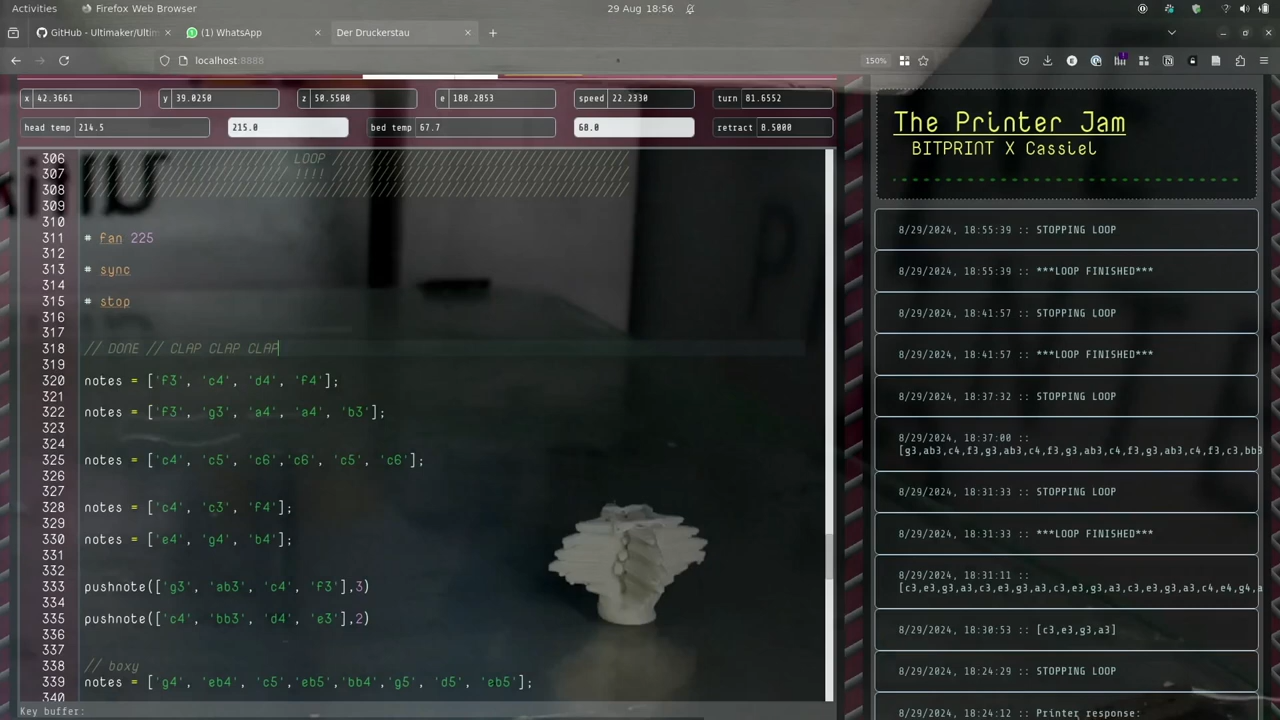 Activities
Firefox Web Browser
29 Aug 18:56
GitHub - Ultimaker/Ultim
(1) WhatsApp
Der Druckerstau
localhost:8888
150%
x 42.3661
y 39.0250
z 50.5500
e 188.2853
speed 22.2330
turn 81.6552
head temp 214.5
215.0
bed temp 67.7
68.0
retract 8.5000
306 ////////////////////////// LOOP /////////////////////////////////////
307 ////////////////////////// !!!! /////////////////////////////////////
308 //////////////////////////////////////////////////////////////////////
309
310
311 # fan 225
312
313 # sync
314
315 # stop
316
317
318 // DONE // CLAP CLAP CLAP
319
320 notes = ['f3', 'c4', 'd4', 'f4'];
321
322 notes = ['f3', 'g3', 'a4', 'a4', 'b3'];
323
324
325 notes = ['c4', 'c5', 'c6','c6', 'c5', 'c6'];
326
327
328 notes = ['c4', 'c3', 'f4'];
329
330 notes = ['e4', 'g4', 'b4'];
331
332
333 pushnote(['g3', 'ab3', 'c4', 'f3'],3)
334
335 pushnote(['c4', 'bb3', 'd4', 'e3'],2)
336
337
338 // boxy
339 notes = ['g4', 'eb4', 'c5','eb5','bb4','g5', 'd5', 'eb5'];
340
Key buffer:
The Printer Jam
BITPRINT X Cassiel
8/29/2024, 18:55:39 :: STOPPING LOOP
8/29/2024, 18:55:39 :: ***LOOP FINISHED***
8/29/2024, 18:41:57 :: STOPPING LOOP
8/29/2024, 18:41:57 :: ***LOOP FINISHED***
8/29/2024, 18:37:32 :: STOPPING LOOP
8/29/2024, 18:37:00 ::
[g3,ab3,c4,f3,g3,ab3,c4,f3,g3,ab3,c4,f3,g3,ab3,c4,f3,c3,bb3
8/29/2024, 18:31:33 :: STOPPING LOOP
8/29/2024, 18:31:33 :: ***LOOP FINISHED***
8/29/2024, 18:31:11 ::
[c3,e3,g3,a3,c3,e3,g3,a3,c3,e3,g3,a3,c3,e3,g3,a3,c4,e4,g4,a
8/29/2024, 18:30:53 :: [c3,e3,g3,a3]
8/29/2024, 18:24:29 :: STOPPING LOOP
8/29/2024, 18:24:12 :: Printer response: